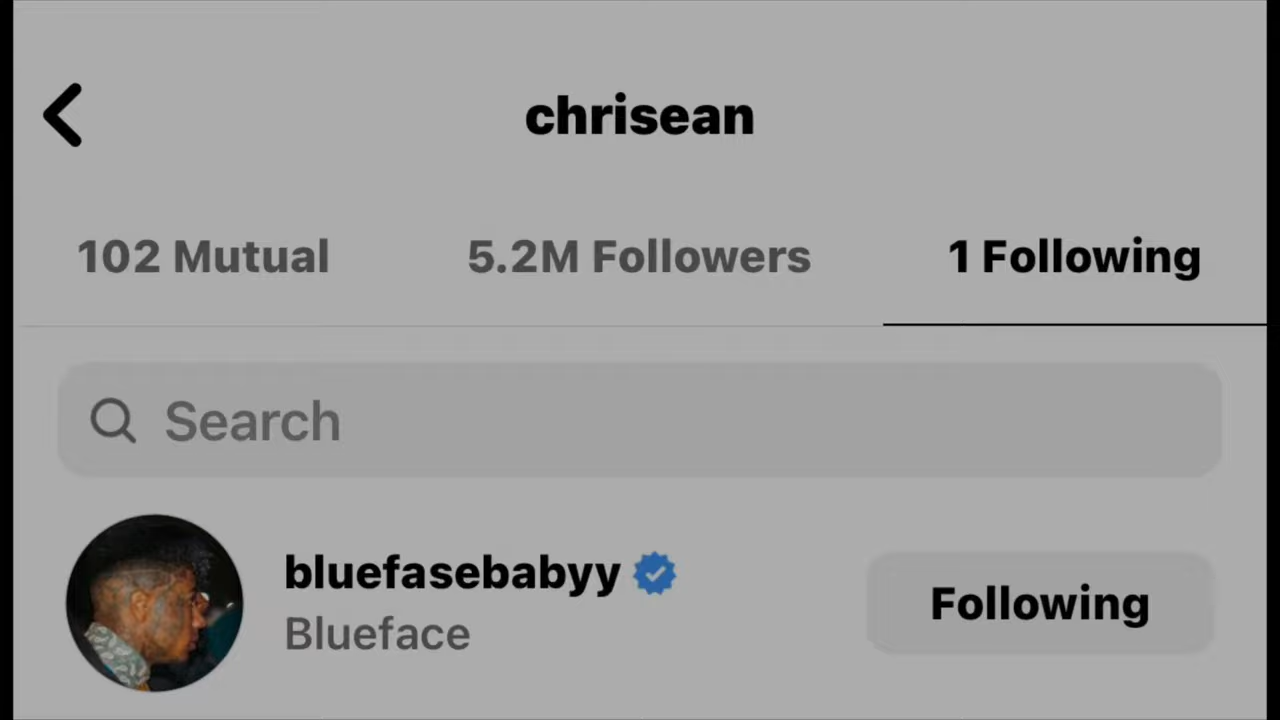 chrisean
102 Mutual 5.2M Followers 1 Following
Search
bluefasebabyy
Blueface
Following